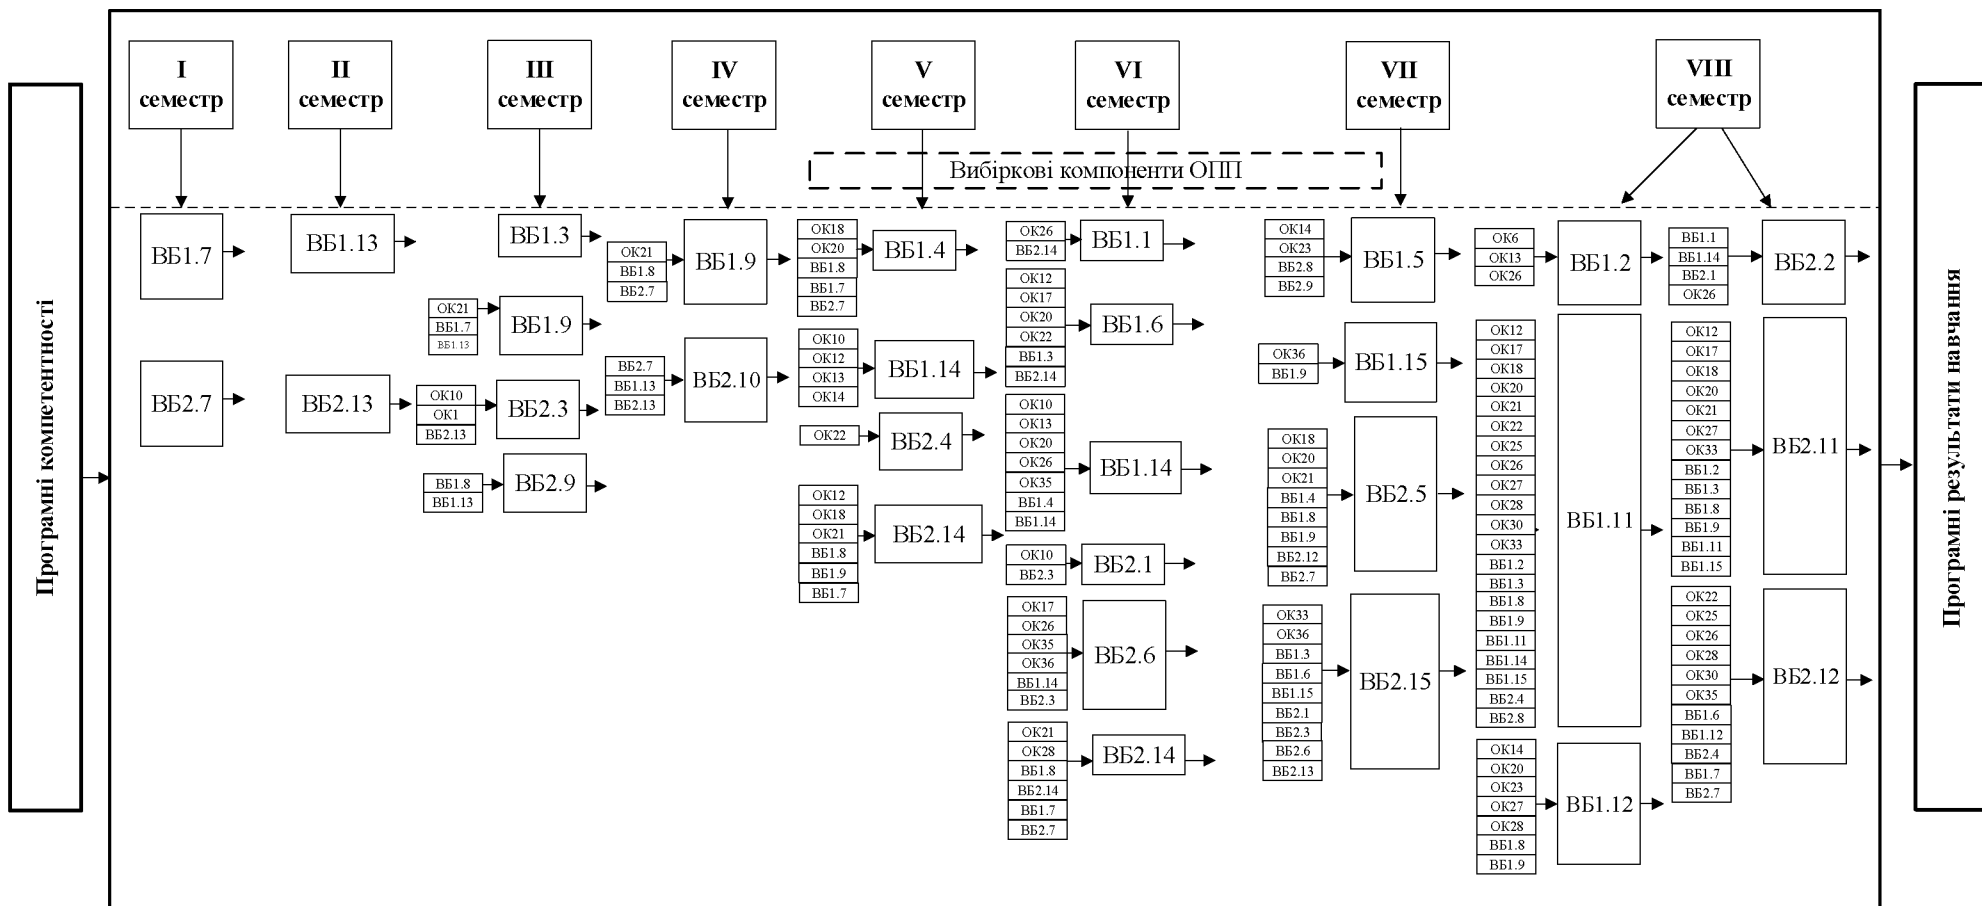 Програмні компетентності
I
семестр
II
семестр
III
семестр
IV
семестр
V
семестр
VI
семестр
VII
семестр
VIII
семестр
Вибіркові компоненти ОПП
ВБ1.7
ВБ2.7
ВБ1.13
ВБ2.13
ВБ1.3
ОК21
ВБ1.7
ВБ1.13
ВБ1.9
ОК10
ОК1
ВБ2.13
ВБ2.3
ВБ1.8
ВБ1.13
ВБ2.9
ОК21
ВБ1.8
ВБ2.7
ВБ1.9
ВБ2.7
ВБ1.13
ВБ2.13
ВБ2.10
ОК18
ОК20
ВБ1.8
ВБ1.7
ВБ2.7
ВБ1.4
ОК10
ОК12
ОК13
ОК14
ВБ1.14
ОК22
ВБ2.4
ОК12
ОК18
ОК21
ВБ1.8
ВБ1.9
ВБ1.7
ВБ2.14
ОК26
ВБ2.14
ВБ1.1
ОК12
ОК17
ОК20
ОК22
ВБ1.3
ВБ2.14
ВБ1.6
ОК10
ОК13
ОК20
ОК26
ОК35
ВБ1.4
ВБ1.14
ВБ1.14
ОК10
ВБ2.3
ВБ2.1
ОК17
ОК26
ОК35
ОК36
ВБ1.14
ВБ2.3
ВБ2.6
ОК21
ОК28
ВБ1.8
ВБ2.14
ВБ1.7
ВБ2.7
ВБ2.14
ОК14
ОК23
ВБ2.8
ВБ2.9
ВБ1.5
ОК36
ВБ1.9
ВБ1.15
ОК18
ОК20
ОК21
ВБ1.4
ВБ1.8
ВБ1.9
ВБ2.12
ВБ2.7
ВБ2.5
ОК33
ОК36
ВБ1.3
ВБ1.6
ВБ1.15
ВБ2.1
ВБ2.3
ВБ2.6
ВБ2.13
ВБ2.15
ОК6
ОК13
ОК26
ВБ1.2
ОК12
ОК17
ОК18
ОК20
ОК21
ОК22
ОК25
ОК26
ОК27
ОК28
ОК30
ОК33
ВБ1.2
ВБ1.3
ВБ1.8
ВБ1.9
ВБ1.11
ВБ1.14
ВБ1.15
ВБ2.4
ВБ2.8
ВБ1.11
ОК14
ОК20
ОК23
ОК27
ОК28
ВБ1.8
ВБ1.9
ВБ1.12
ВБ1.1
ВБ1.14
ВБ2.1
ОК26
ВБ2.2
ОК12
ОК17
ОК18
ОК20
ОК21
ОК27
ОК33
ВБ1.2
ВБ1.3
ВБ1.8
ВБ1.9
ВБ1.11
ВБ1.15
ВБ2.11
ОК22
ОК25
ОК26
ОК28
ОК30
ОК35
ВБ1.6
ВБ1.12
ВБ2.4
ВБ1.7
ВБ2.7
ВБ2.12
Програмні результати навчання